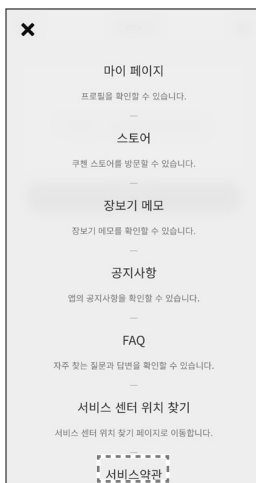 마이 페이지
프로필을 확인할 수 있습니다.
스토어
쿠첸 스토어를 방문할 수 있습니다.
장보기 메모
장보기 메모를 확인할 수 있습니다.
공지사항
앱의 공지사항을 확인할 수 있습니다.
FAQ
자주 찾는 질문과 답변을 확인할 수 있습니다.
서비스 센터 위치 찾기
서비스 센터 위치 찾기 페이지로 이동합니다.
서비스약관